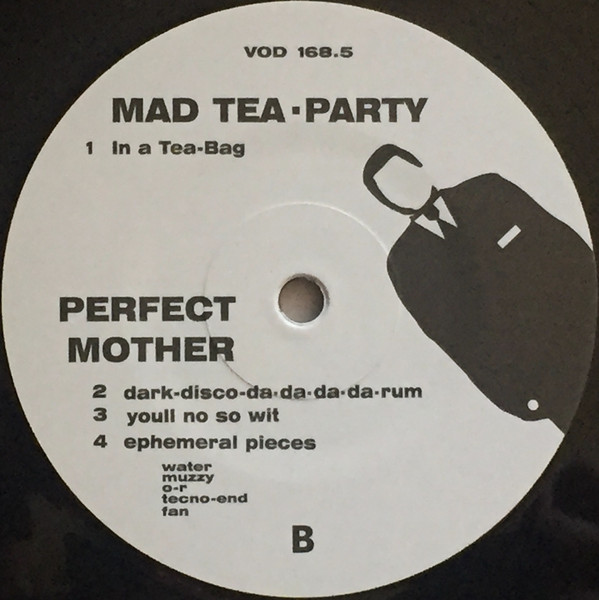 VOD 168.5
MAD TEA·PARTY
1 In a Tea-Bag
PERFECT
MOTHER
2 dark-disco-da·da·da·da·rum
3 youll no so wit
4 ephemeral pieces
water
muzzy
o-r
tecno-end
fan
B